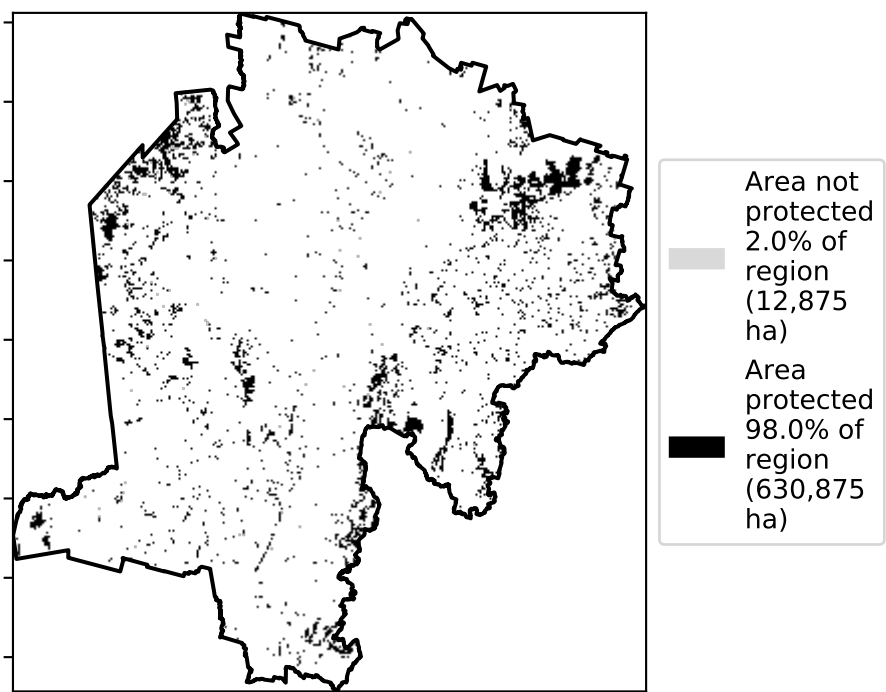 Area not
protected
2.0% of
region
(12,875
ha)
Area
protected
98.0% of
region
(630,875
ha)